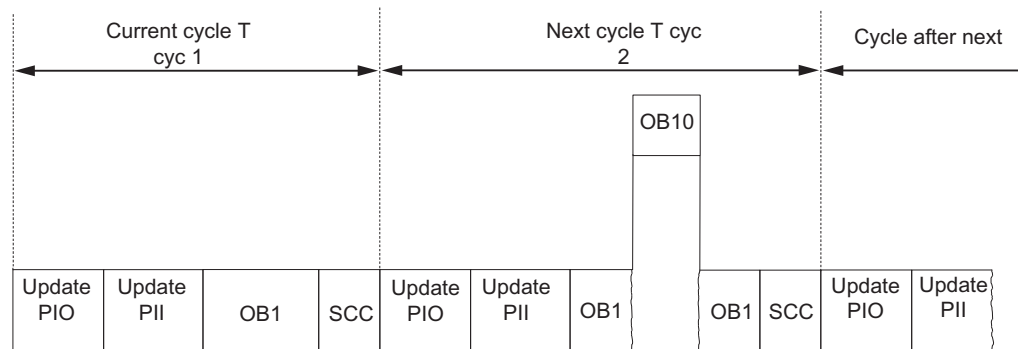 Current cycle T
cyc 1
Next cycle T cyc
2
Cycle after next
OB10
Update
PIO
Update
PII
OB1
SCC
Update
PIO
Update
PII
OB1
OB1
SCC
Update
PIO
Update
PII